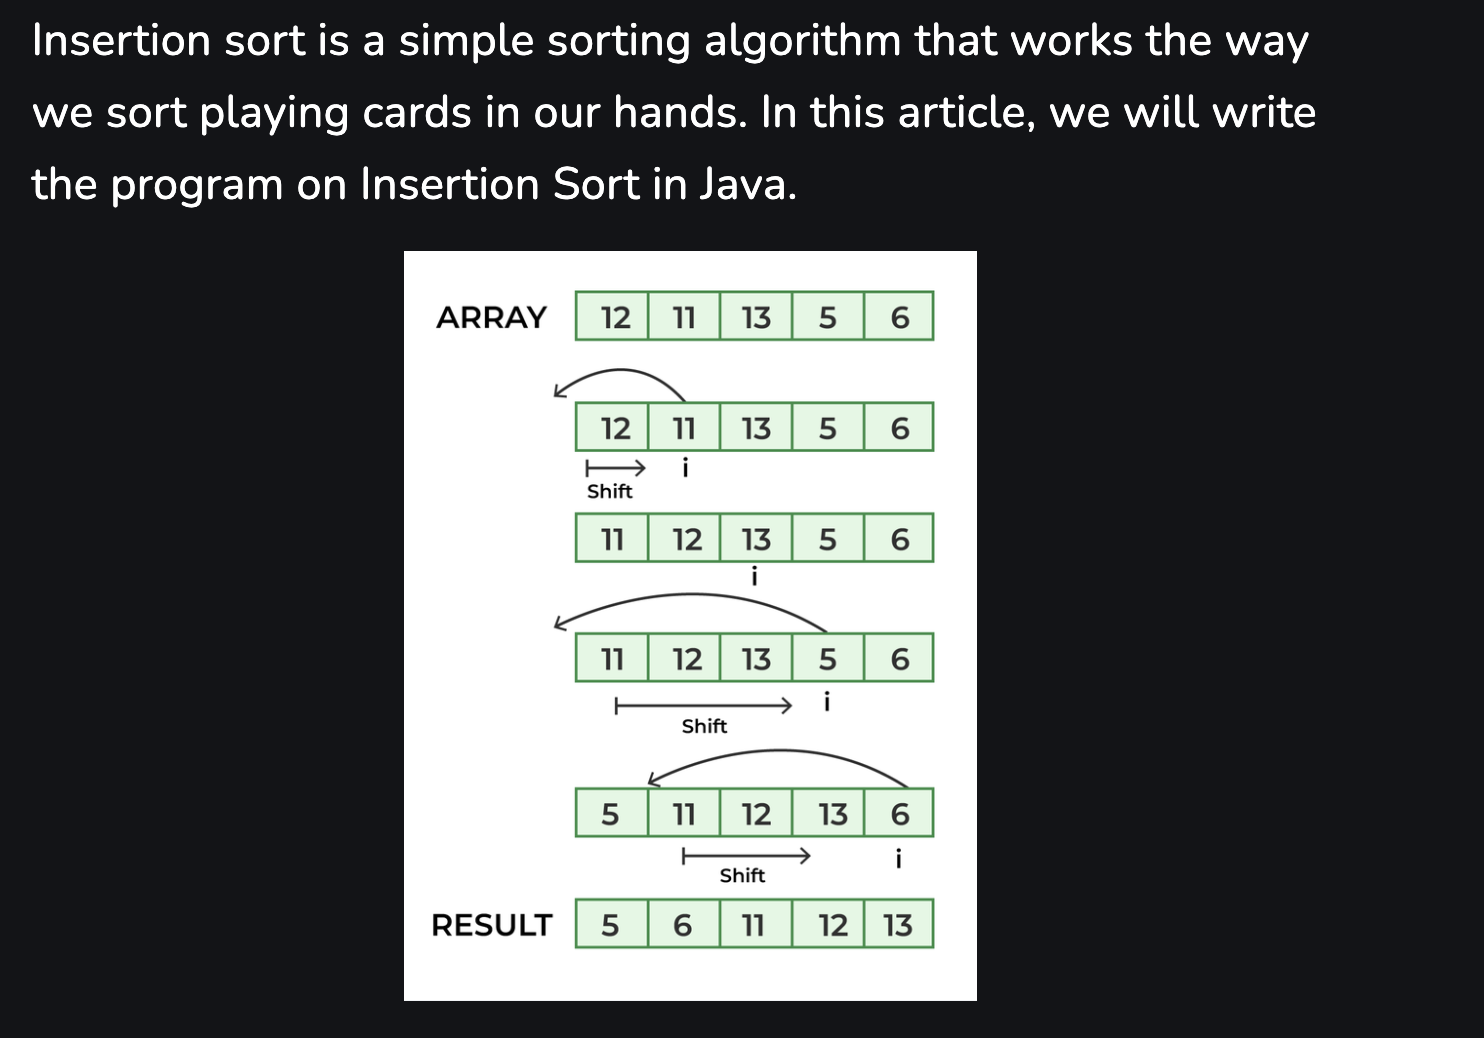 Insertion sort is a simple sorting algorithm that works the way
we sort playing cards in our hands. In this article, we will write
the program on Insertion Sort in Java.
ARRAY 12 11 13 5 6
12 11 13 5 6
i
Shift
11 12 13 5 6
i
11 12 13 5 6
i
Shift
5 11 12 13 6
i
Shift
RESULT 5 6 11 12 13